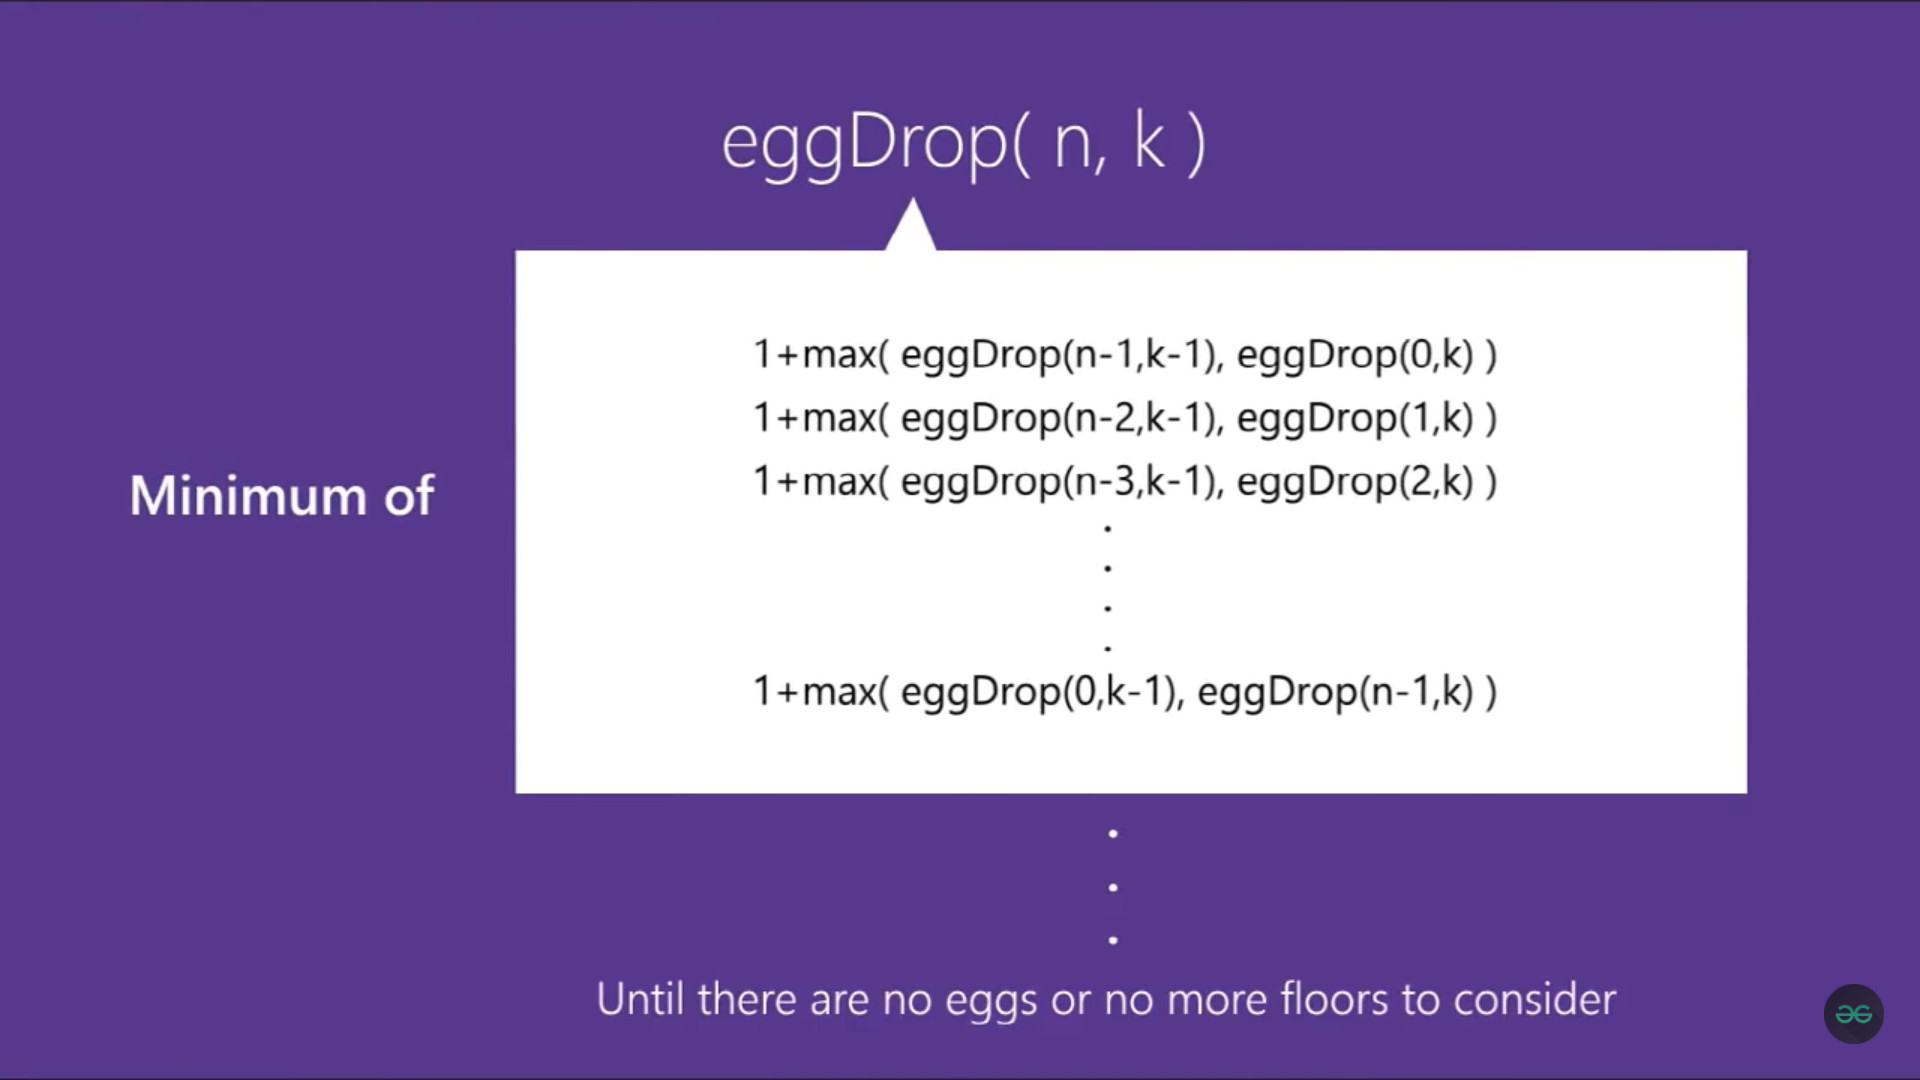 eggDrop( n, k )
Minimum of
1+max( eggDrop(n-1,k-1), eggDrop(0,k) )
1+max( eggDrop(n-2,k-1), eggDrop(1,k) )
1+max( eggDrop(n-3,k-1), eggDrop(2,k) )
.
.
.
.
1+max( eggDrop(0,k-1), eggDrop(n-1,k) )
.
.
.
Until there are no eggs or no more floors to consider